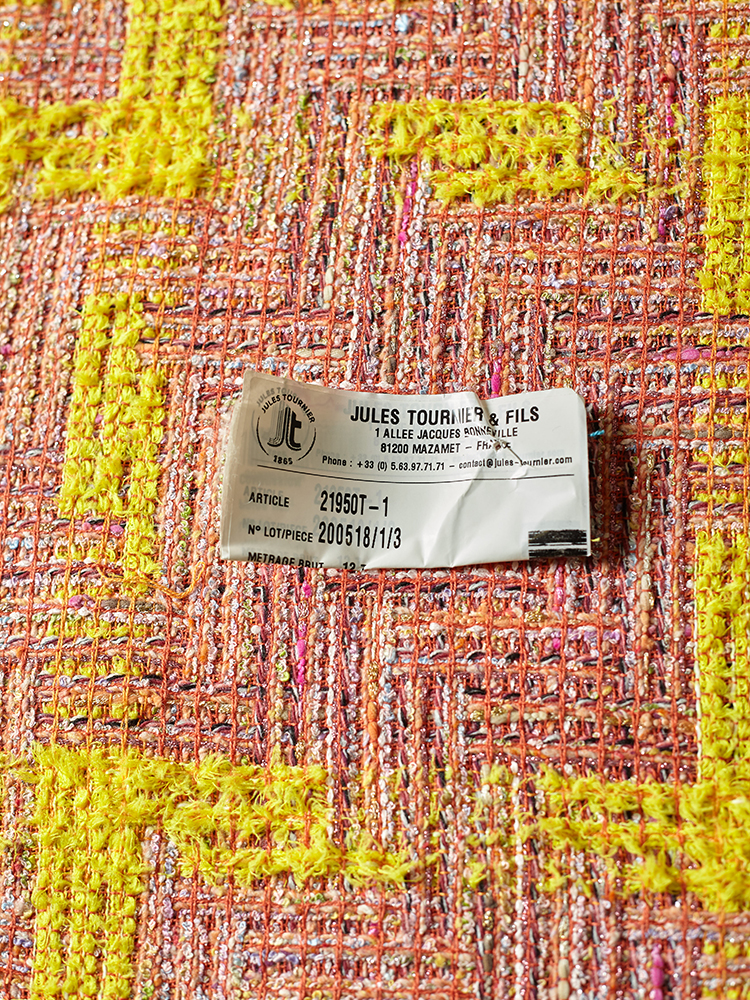 JULES TOURNIER
1865
JULES TOURNIER & FILS
1 ALLEE JACQUES BONNEVILLE
81200 MAZAMET - FRANCE
Phone : +33 (0) 5.63.97.71.71 - contact@jules-tournier.com
ARTICLE 21950T-1
N° LOT/PIECE 200518/1/3
METRAGE BRUT